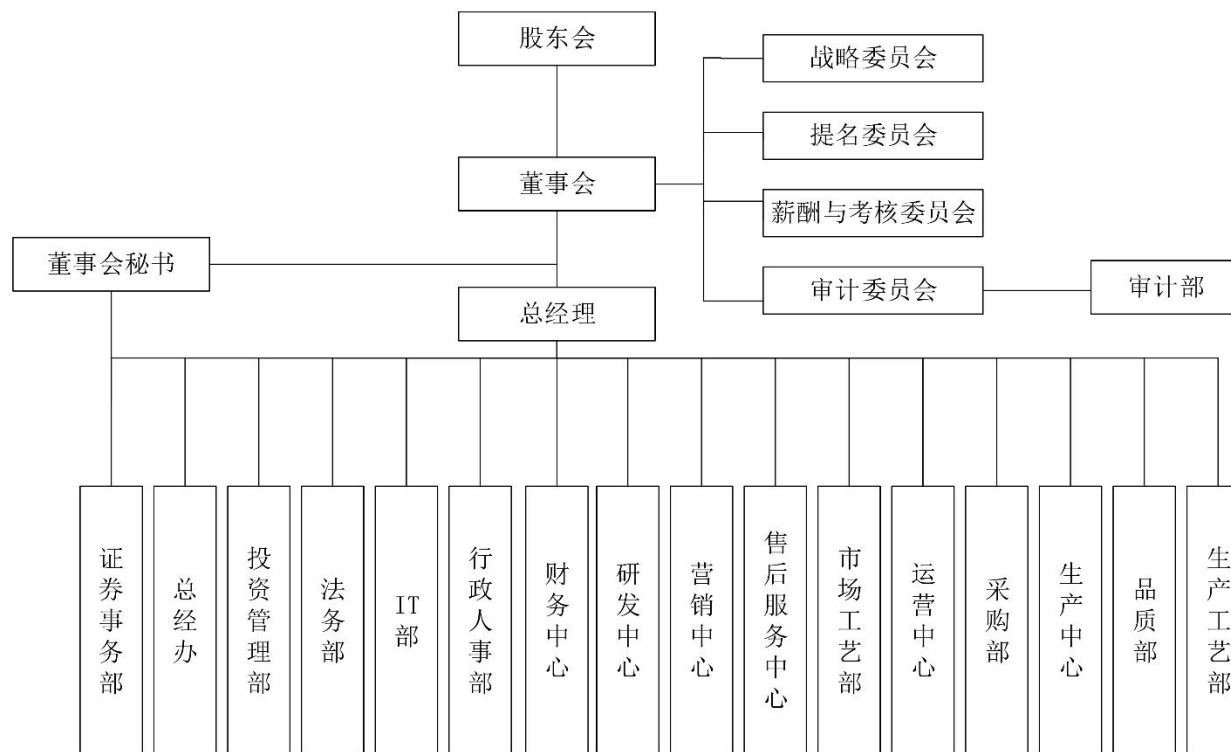 股东会
战略委员会
提名委员会
董事会
薪酬与考核委员会
董事会秘书
审计委员会
审计部
总经理
证券事务部
总经办
投资管理部
法务部
IT部
行政人事部
财务中心
研发中心
营销中心
售后服务中心
市场工艺部
运营中心
采购部
生产中心
品质部
生产工艺部